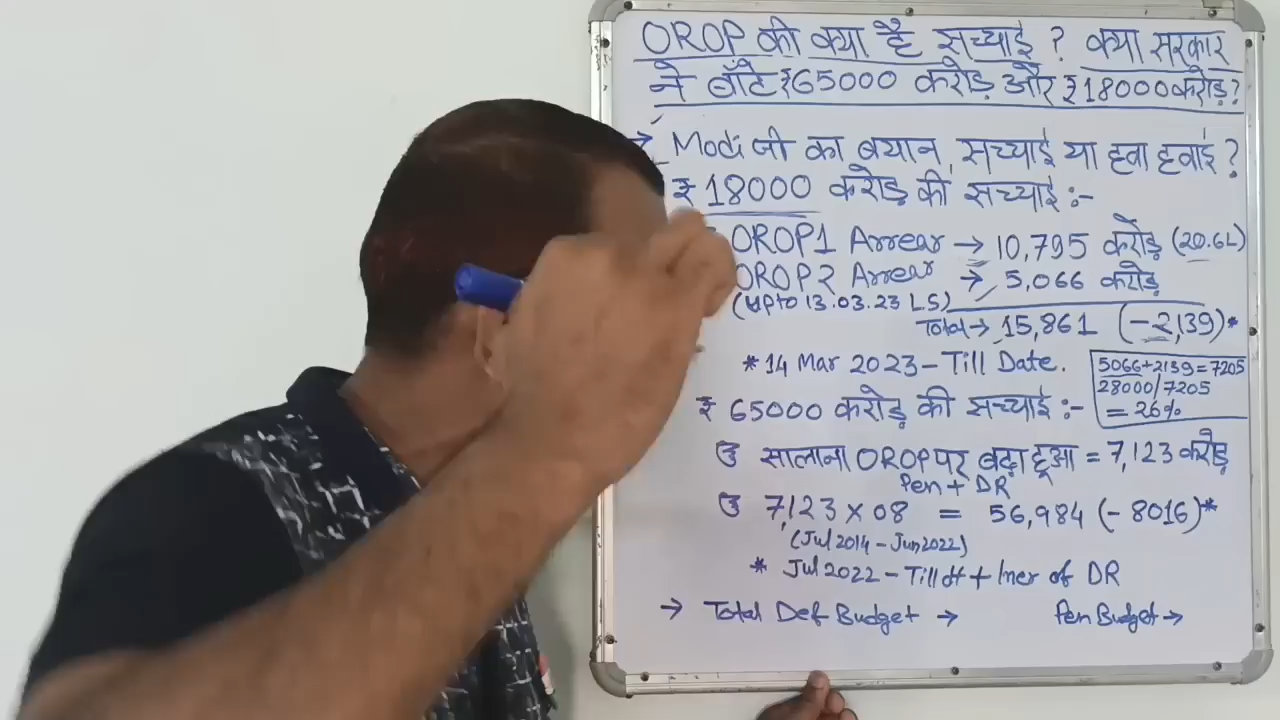 OROP की क्या है सच्चाई ? क्या सरकार
ने बाँटे ₹65000 करोड़ और ₹18000 करोड़ ?
→ Modi जी का बयान, सच्चाई या हवा हवाई ?
₹ 18000 करोड़ की सच्चाई :-
OROP1 Arrear → 10,795 करोड़ (20.6L)
OROP2 Arrear → 5,066 करोड़
(upto 13.03.23 L.S)
Total → 15,861 (-2,139)*
* 14 Mar 2023 - Till Date.
5066+2139=7205
28000/7205
= 26%
₹ 65000 करोड़ की सच्चाई :-
सालाना OROP पर बढ़ा हुआ = 7,123 करोड़
Pen + DR
7,123 × 08 = 56,984 (- 8016)*
(Jul 2014 - Jun 2022)
* Jul 2022 - Till dt + Incr of DR
→ Total Def Budget → Pen Budget →